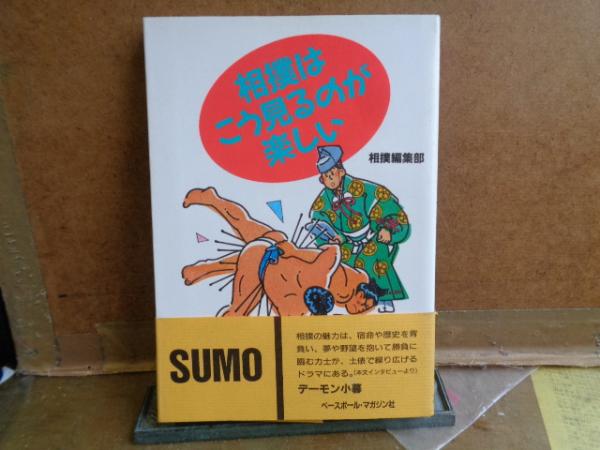 相撲は
こう見るのが
楽しい
相撲編集部
SUMO
相撲の魅力は、宿命や歴史を背
負い、夢や野望を抱いて勝負に
臨む力士が、土俵で繰り広げる
ドラマにある。(本文インタビューより)
デーモン小暮
ベースボール・マガジン社